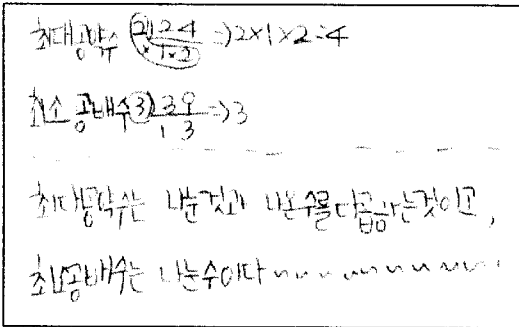 최대공약수 2) 2 4 => 2×1×2=4
× 1×2
최소공배수 3) 3 9 => 3
1 3
최대공약수는 나눈것과 나온 수를 다 곱하는것이고,
최소공배수는 나눈수이다